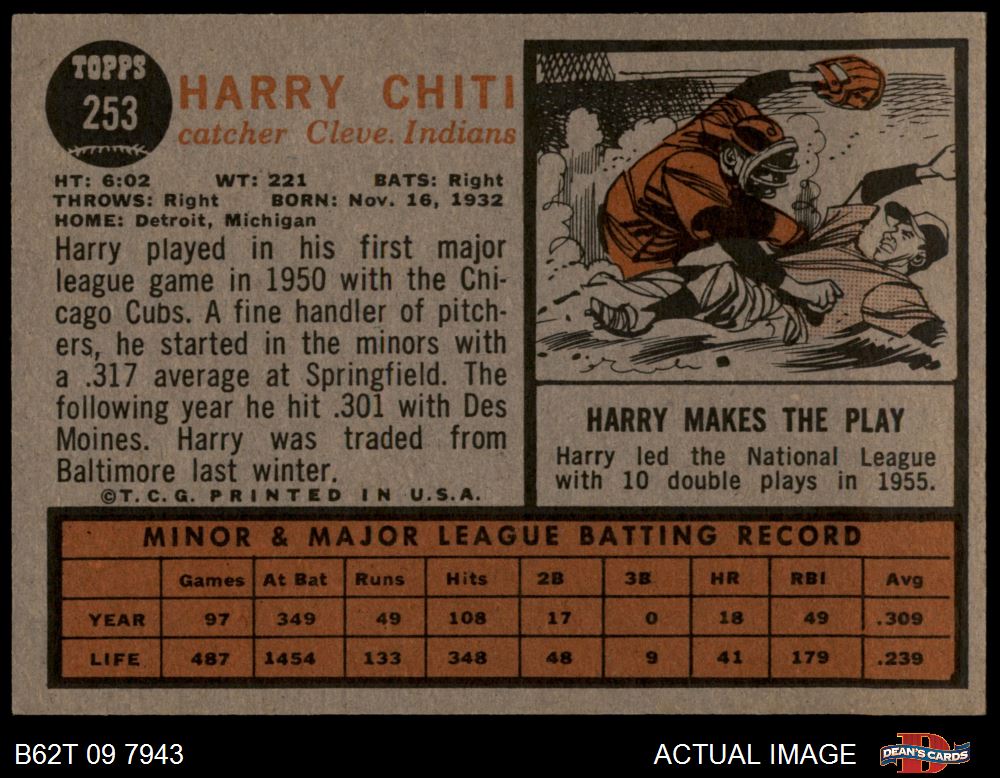 TOPPS
253
HARRY CHITI
catcher Cleve. Indians
HT: 6:02 WT: 221 BATS: Right
THROWS: Right BORN: Nov. 16, 1932
HOME: Detroit, Michigan
Harry played in his first major
league game in 1950 with the Chi-
cago Cubs. A fine handler of pitch-
ers, he started in the minors with
a .317 average at Springfield. The
following year he hit .301 with Des
Moines. Harry was traded from
Baltimore last winter.
©T.C.G. PRINTED IN U.S.A.
HARRY MAKES THE PLAY
Harry led the National League
with 10 double plays in 1955.
MINOR & MAJOR LEAGUE BATTING RECORD
Games At Bat Runs Hits 2B 3B HR RBI Avg
YEAR 97 349 49 108 17 0 18 49 .309
LIFE 487 1454 133 348 48 9 41 179 .239
B62T 09 7943
ACTUAL IMAGE
DEAN'S CARDS